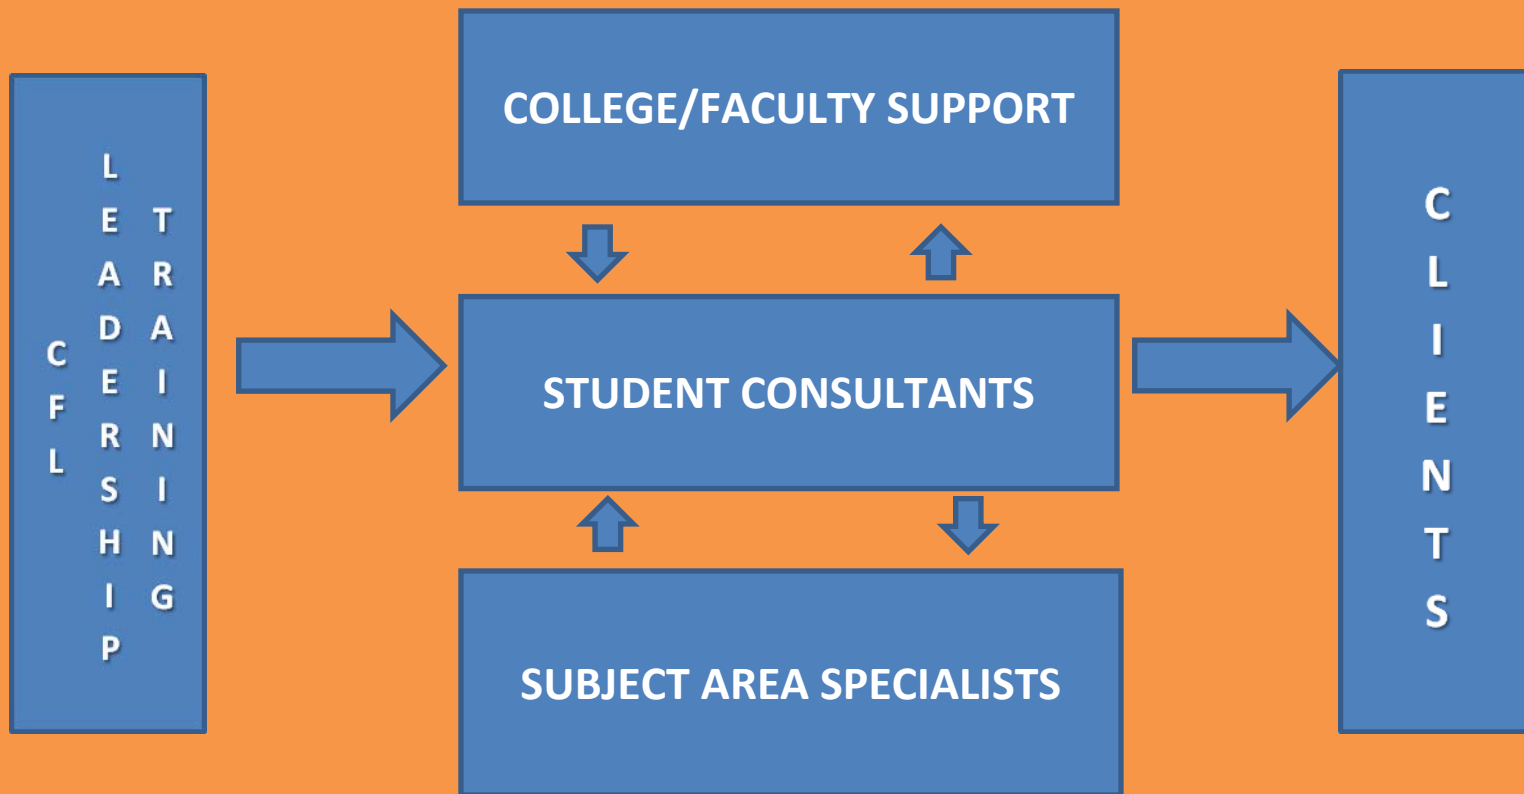 CFL
LEADERSHIP
TRAINING
COLLEGE/FACULTY SUPPORT
STUDENT CONSULTANTS
SUBJECT AREA SPECIALISTS
CLIENTS